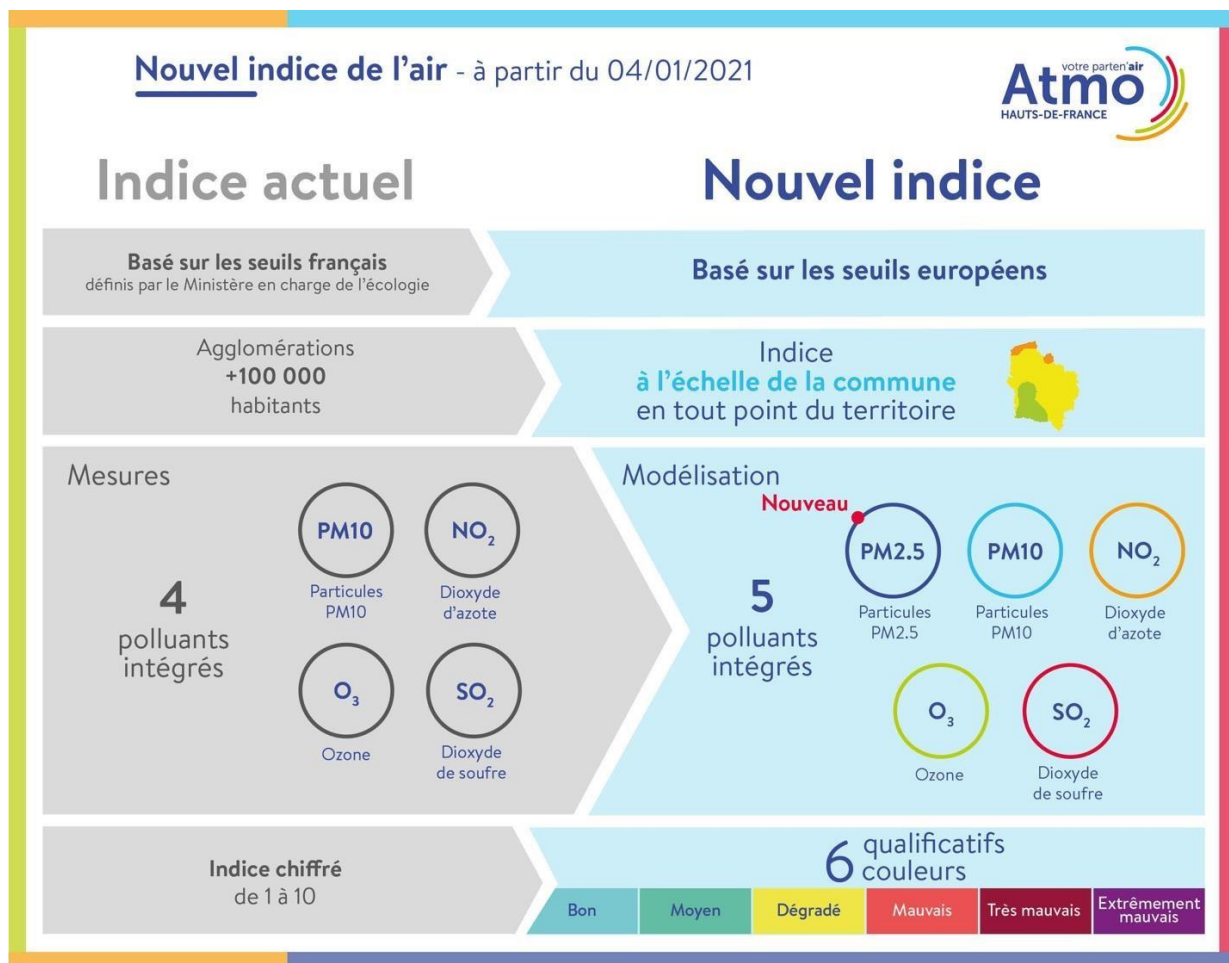 Nouvel indice de l'air - à partir du 04/01/2021
votre parten'air
Atmo
HAUTS-DE-FRANCE
Indice actuel
Nouvel indice
Basé sur les seuils français
définis par le Ministère en charge de l'écologie
Basé sur les seuils européens
Agglomérations
+100 000
habitants
Indice
à l'échelle de la commune
en tout point du territoire
Mesures
4
polluants
intégrés
PM10
Particules
PM10
NO₂
Dioxyde
d'azote
O₃
Ozone
SO₂
Dioxyde
de soufre
Modélisation
Nouveau
5
polluants
intégrés
PM2.5
Particules
PM2.5
PM10
Particules
PM10
NO₂
Dioxyde
d'azote
O₃
Ozone
SO₂
Dioxyde
de soufre
Indice chiffré
de 1 à 10
6 qualificatifs
couleurs
Bon
Moyen
Dégradé
Mauvais
Très mauvais
Extrêmement
mauvais